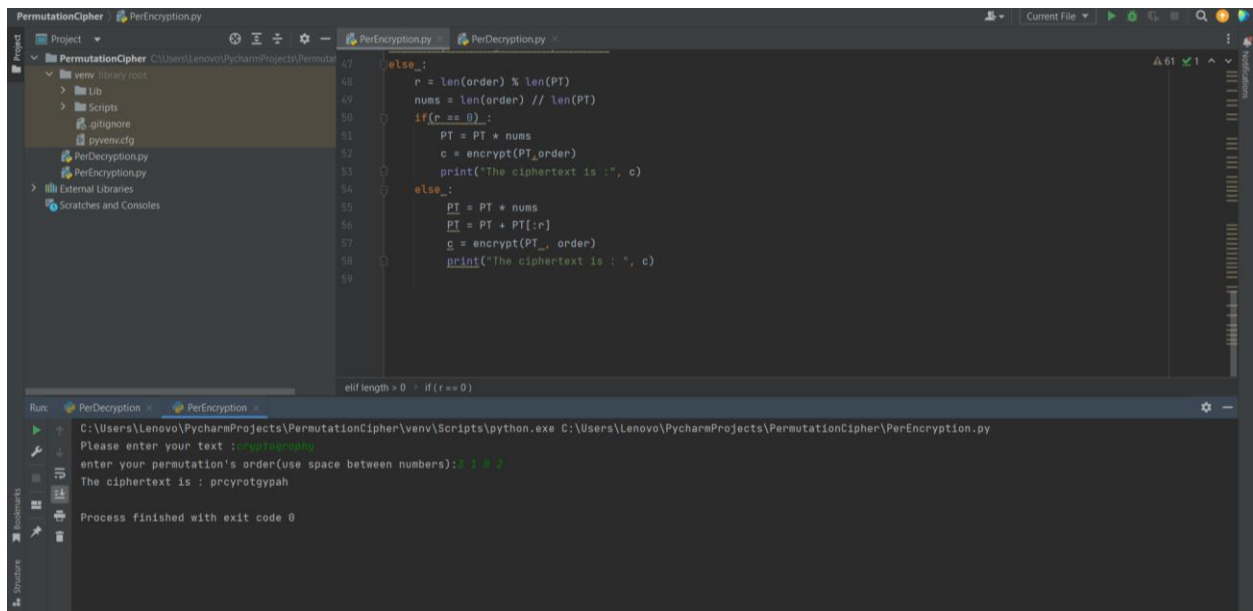 PermutationCipher PerEncryption.py
Current File
Project
PermutationCipher C:\Users\Lenovo\PycharmProjects\Permutat
venv library root
Lib
Scripts
.gitignore
pyvenv.cfg
PerDecryption.py
PerEncryption.py
External Libraries
Scratches and Consoles
PerEncryption.py
PerDecryption.py
61 1
47 else :
48 r = len(order) % len(PT)
49 nums = len(order) // len(PT)
50 if(r == 0) :
51 PT = PT * nums
52 c = encrypt(PT,order)
53 print("The ciphertext is :", c)
54 else :
55 PT = PT * nums
56 PT = PT + PT[:r]
57 c = encrypt(PT , order)
58 print("The ciphertext is : ", c)
59
elif length > 0 › if ( r == 0 )
Notifications
Run: PerDecryption PerEncryption
C:\Users\Lenovo\PycharmProjects\PermutationCipher\venv\Scripts\python.exe C:\Users\Lenovo\PycharmProjects\PermutationCipher\PerEncryption.py
Please enter your text :cryptography
enter your permutation's order(use space between numbers):3 1 0 2
The ciphertext is : prcyrotgypah
Process finished with exit code 0
Bookmarks
Structure